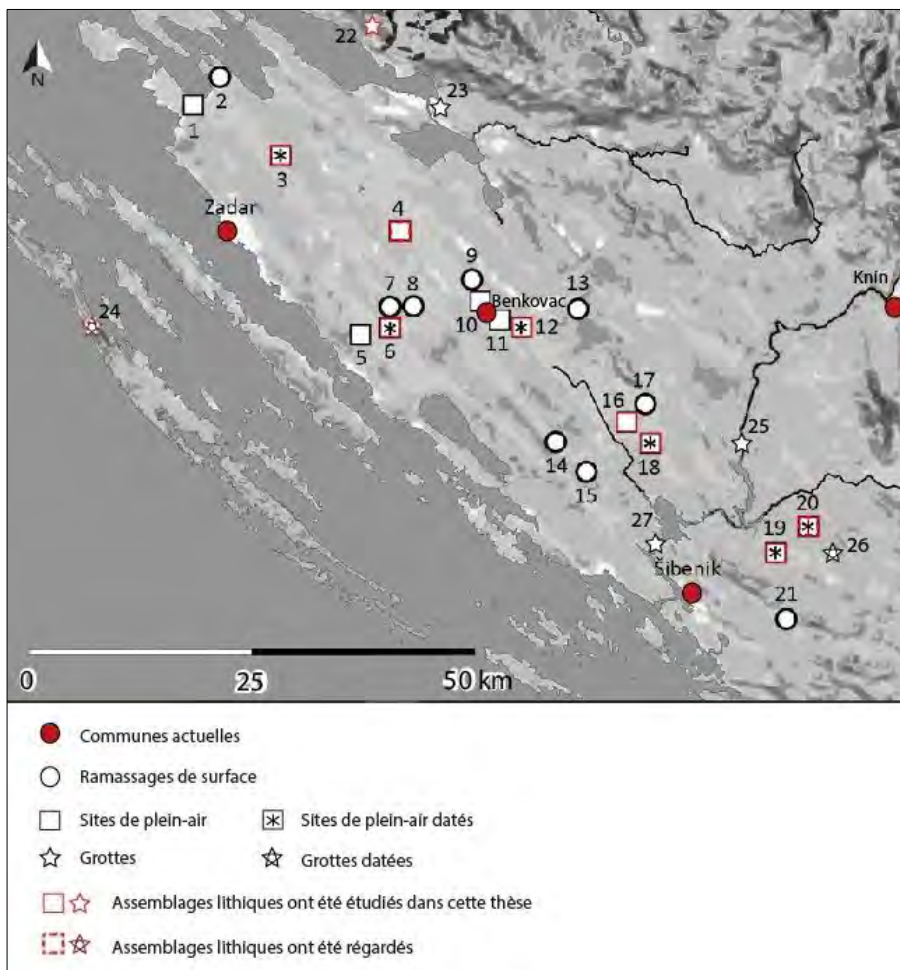 22
N
23
2
1
3
Zadar
4
9
7 8
13
Knin
Benkovac
24
10
11
12
5
6
17
16
25
14
18
15
20
27
19
26
Šibenik
21
0 25 50 km
Communes actuelles
Ramassages de surface
Sites de plein-air Sites de plein-air datés
Grottes Grottes datées
Assemblages lithiques ont été étudiés dans cette thèse
Assemblages lithiques ont été régardés